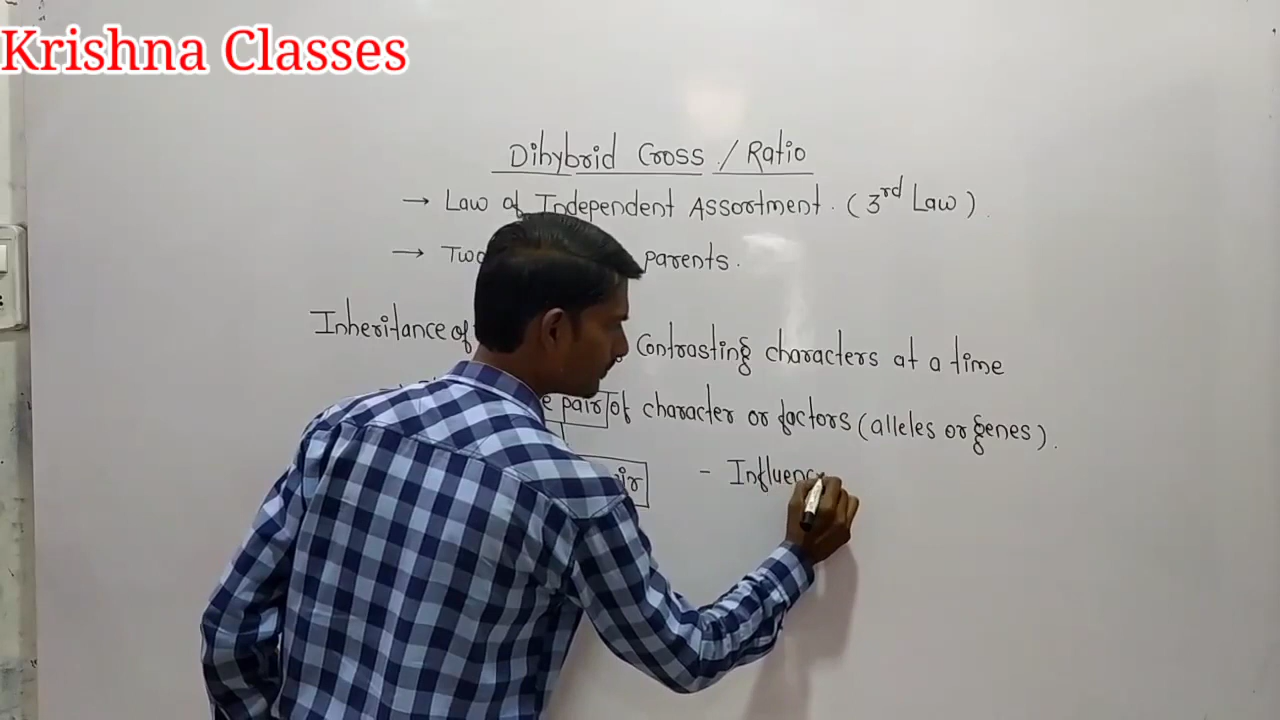 Krishna Classes
Dihybrid Cross / Ratio
→ Law of Independent Assortment. (3rd Law).
→ Two parents.
Inheritance of Contrasting characters at a time
pair of character or factors (alleles or genes).
- Influenc